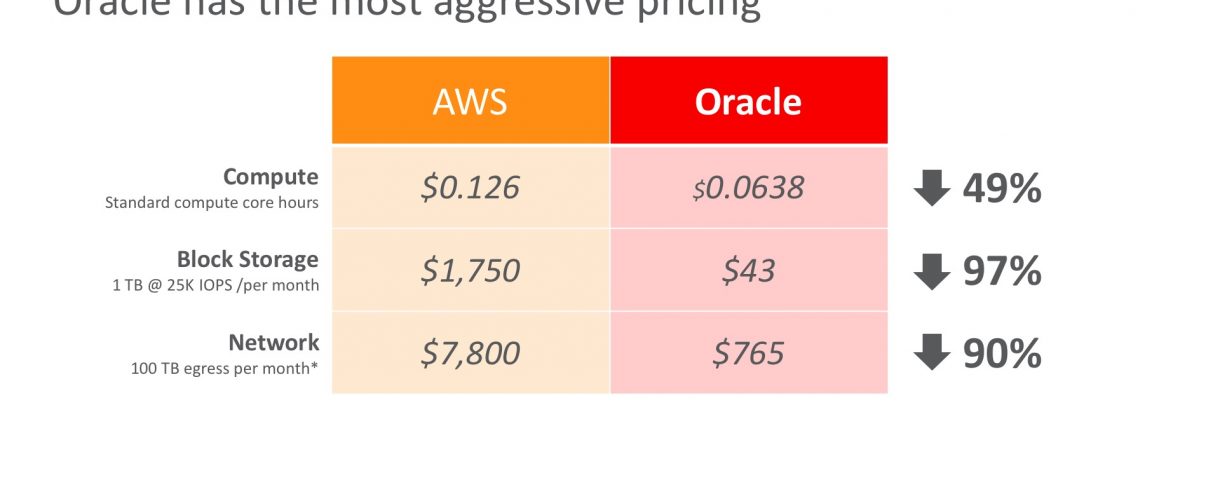 Oracle has the most aggressive pricing
AWS Oracle
Compute $0.126 $0.0638 49%
Standard compute core hours
Block Storage $1,750 $43 97%
1 TB @ 25K IOPS /per month
Network $7,800 $765 90%
100 TB egress per month*